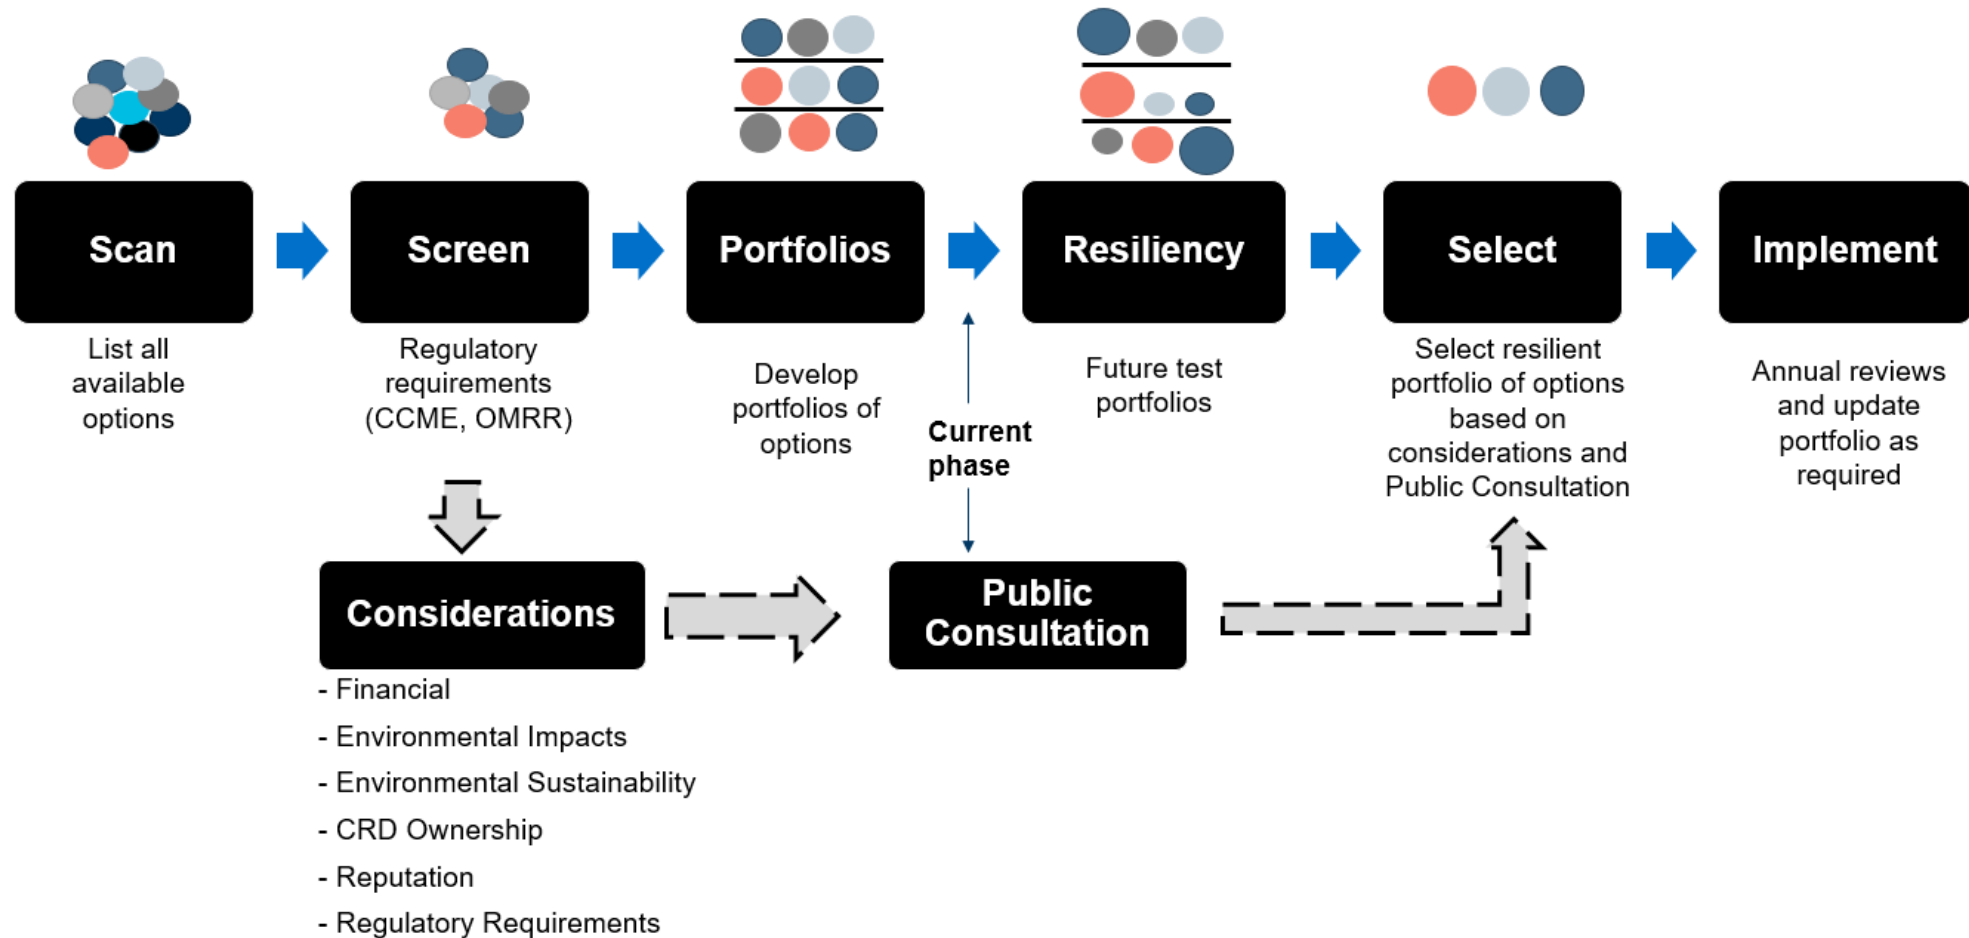 Scan
Screen
Portfolios
Resiliency
Select
Implement
List all
available
options
Regulatory
requirements
(CCME, OMRR)
Develop
portfolios of
options
Current
phase
Future test
portfolios
Select resilient
portfolio of options
based on
considerations and
Public Consultation
Annual reviews
and update
portfolio as
required
Considerations
Public
Consultation
- Financial
- Environmental Impacts
- Environmental Sustainability
- CRD Ownership
- Reputation
- Regulatory Requirements